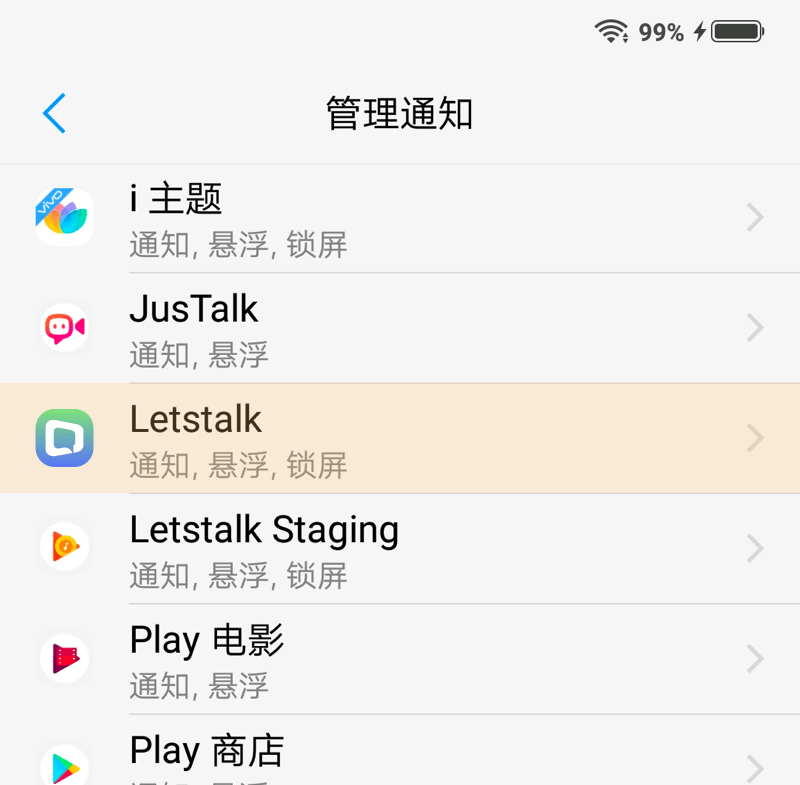 99%
管理通知
vivo
i 主题
通知, 悬浮, 锁屏
JusTalk
通知, 悬浮
Letstalk
通知, 悬浮, 锁屏
Letstalk Staging
通知, 悬浮, 锁屏
Play 电影
通知, 悬浮
Play 商店